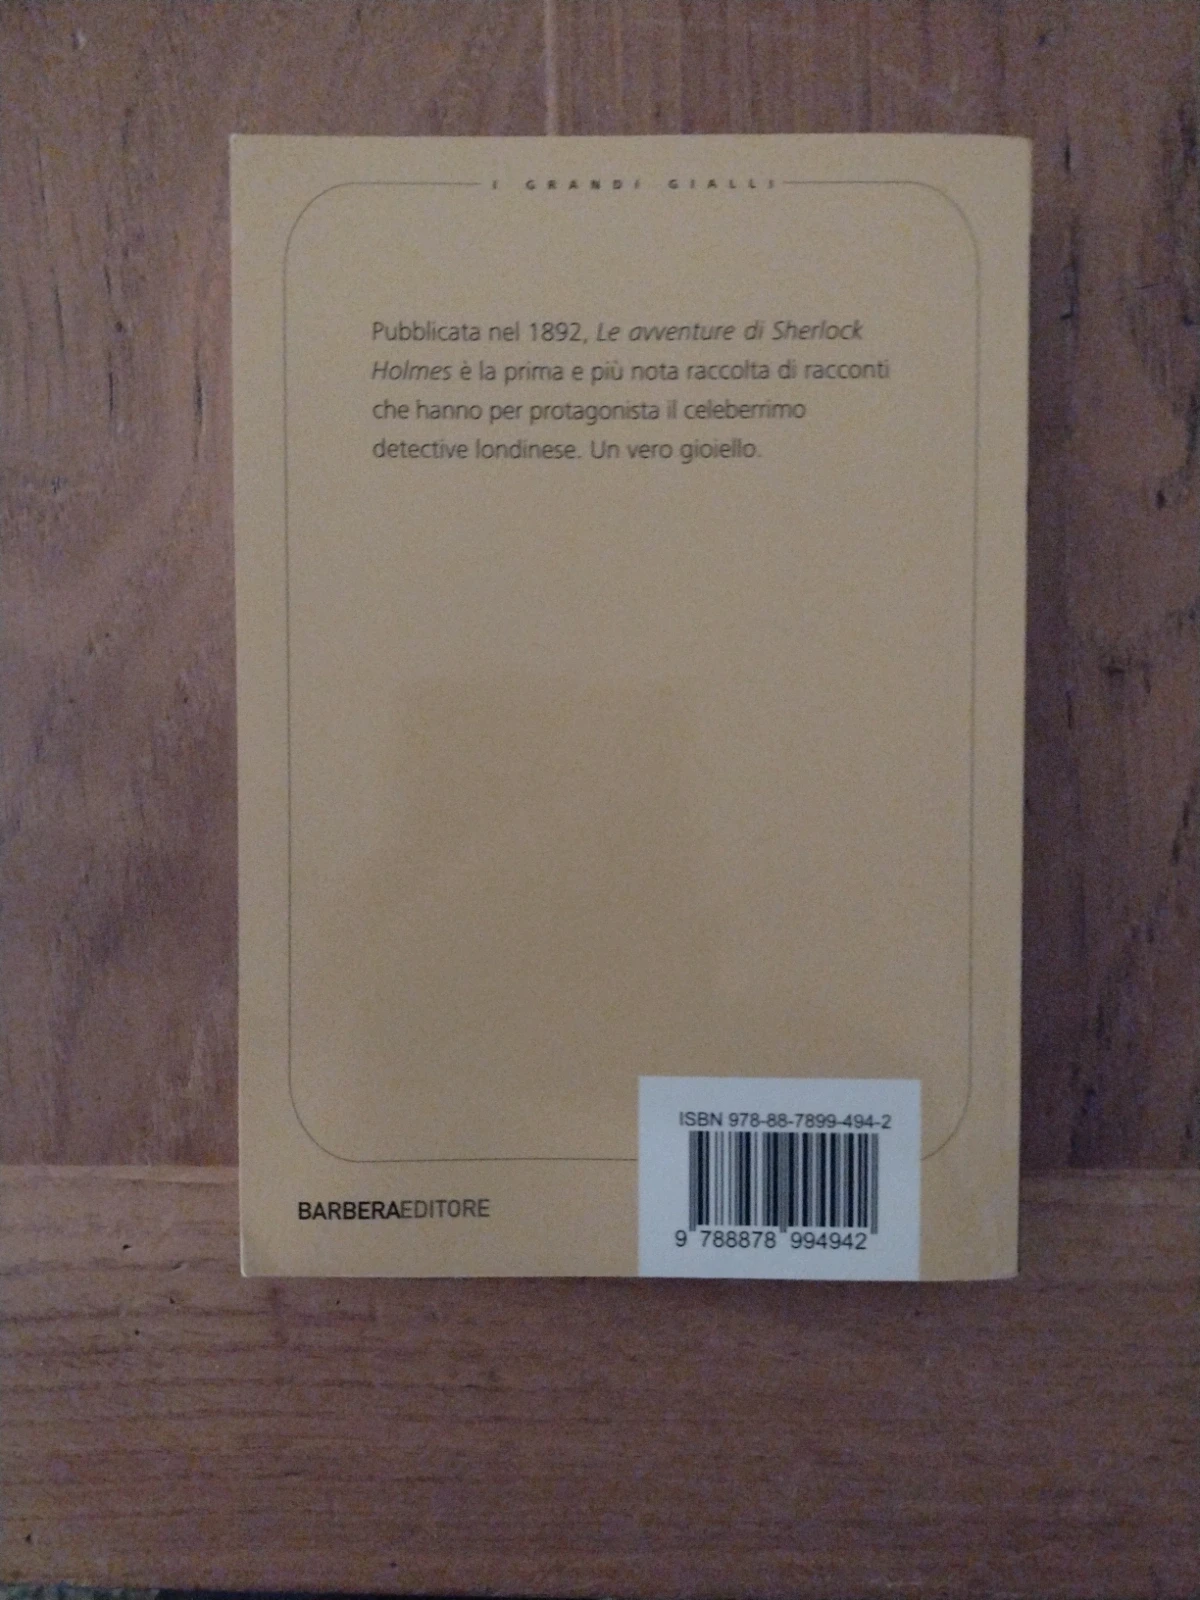 I GRANDI GIALLI
Pubblicata nel 1892, Le avventure di Sherlock
Holmes è la prima e più nota raccolta di racconti
che hanno per protagonista il celeberrimo
detective londinese. Un vero gioiello.
ISBN 978-88-7899-494-2
9 788878 994942
BARBERAEDITORE